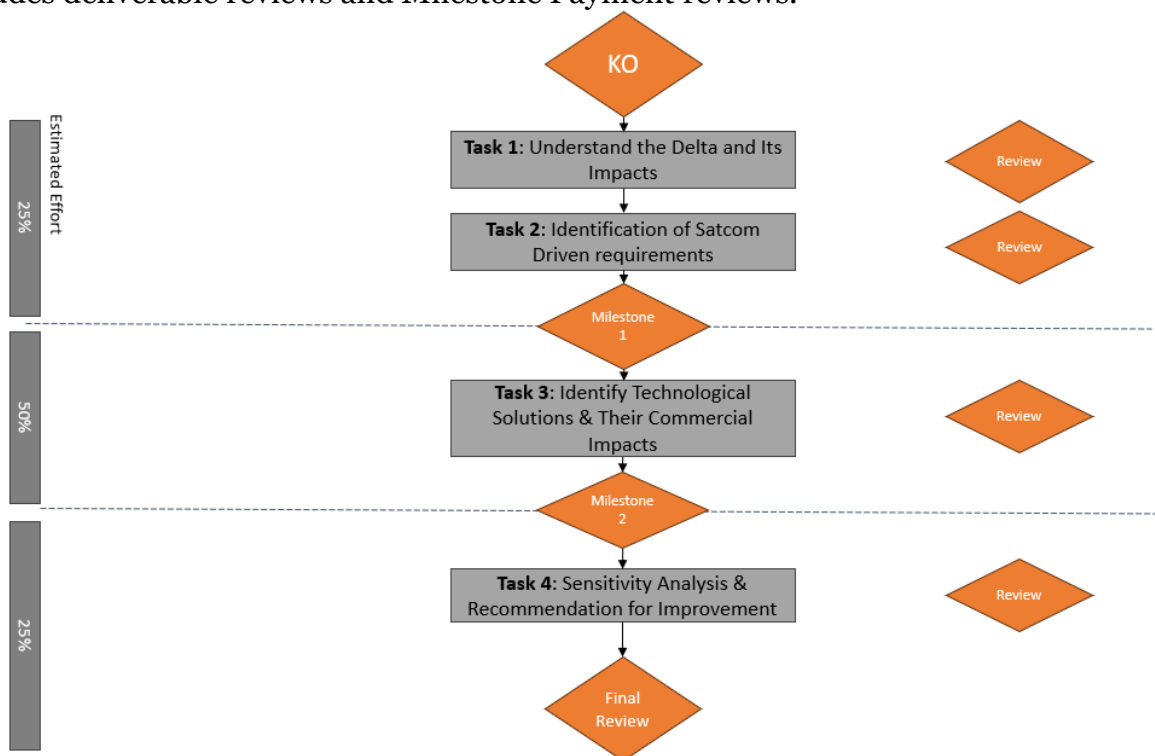 udes deliverable reviews and Milestone Payment reviews.
KO
Estimated Effort
25%
Task 1: Understand the Delta and Its
Impacts
Review
Task 2: Identification of Satcom
Driven requirements
Review
Milestone
1
50%
Task 3: Identify Technological
Solutions & Their Commercial
Impacts
Review
Milestone
2
25%
Task 4: Sensitivity Analysis &
Recommendation for Improvement
Review
Final
Review